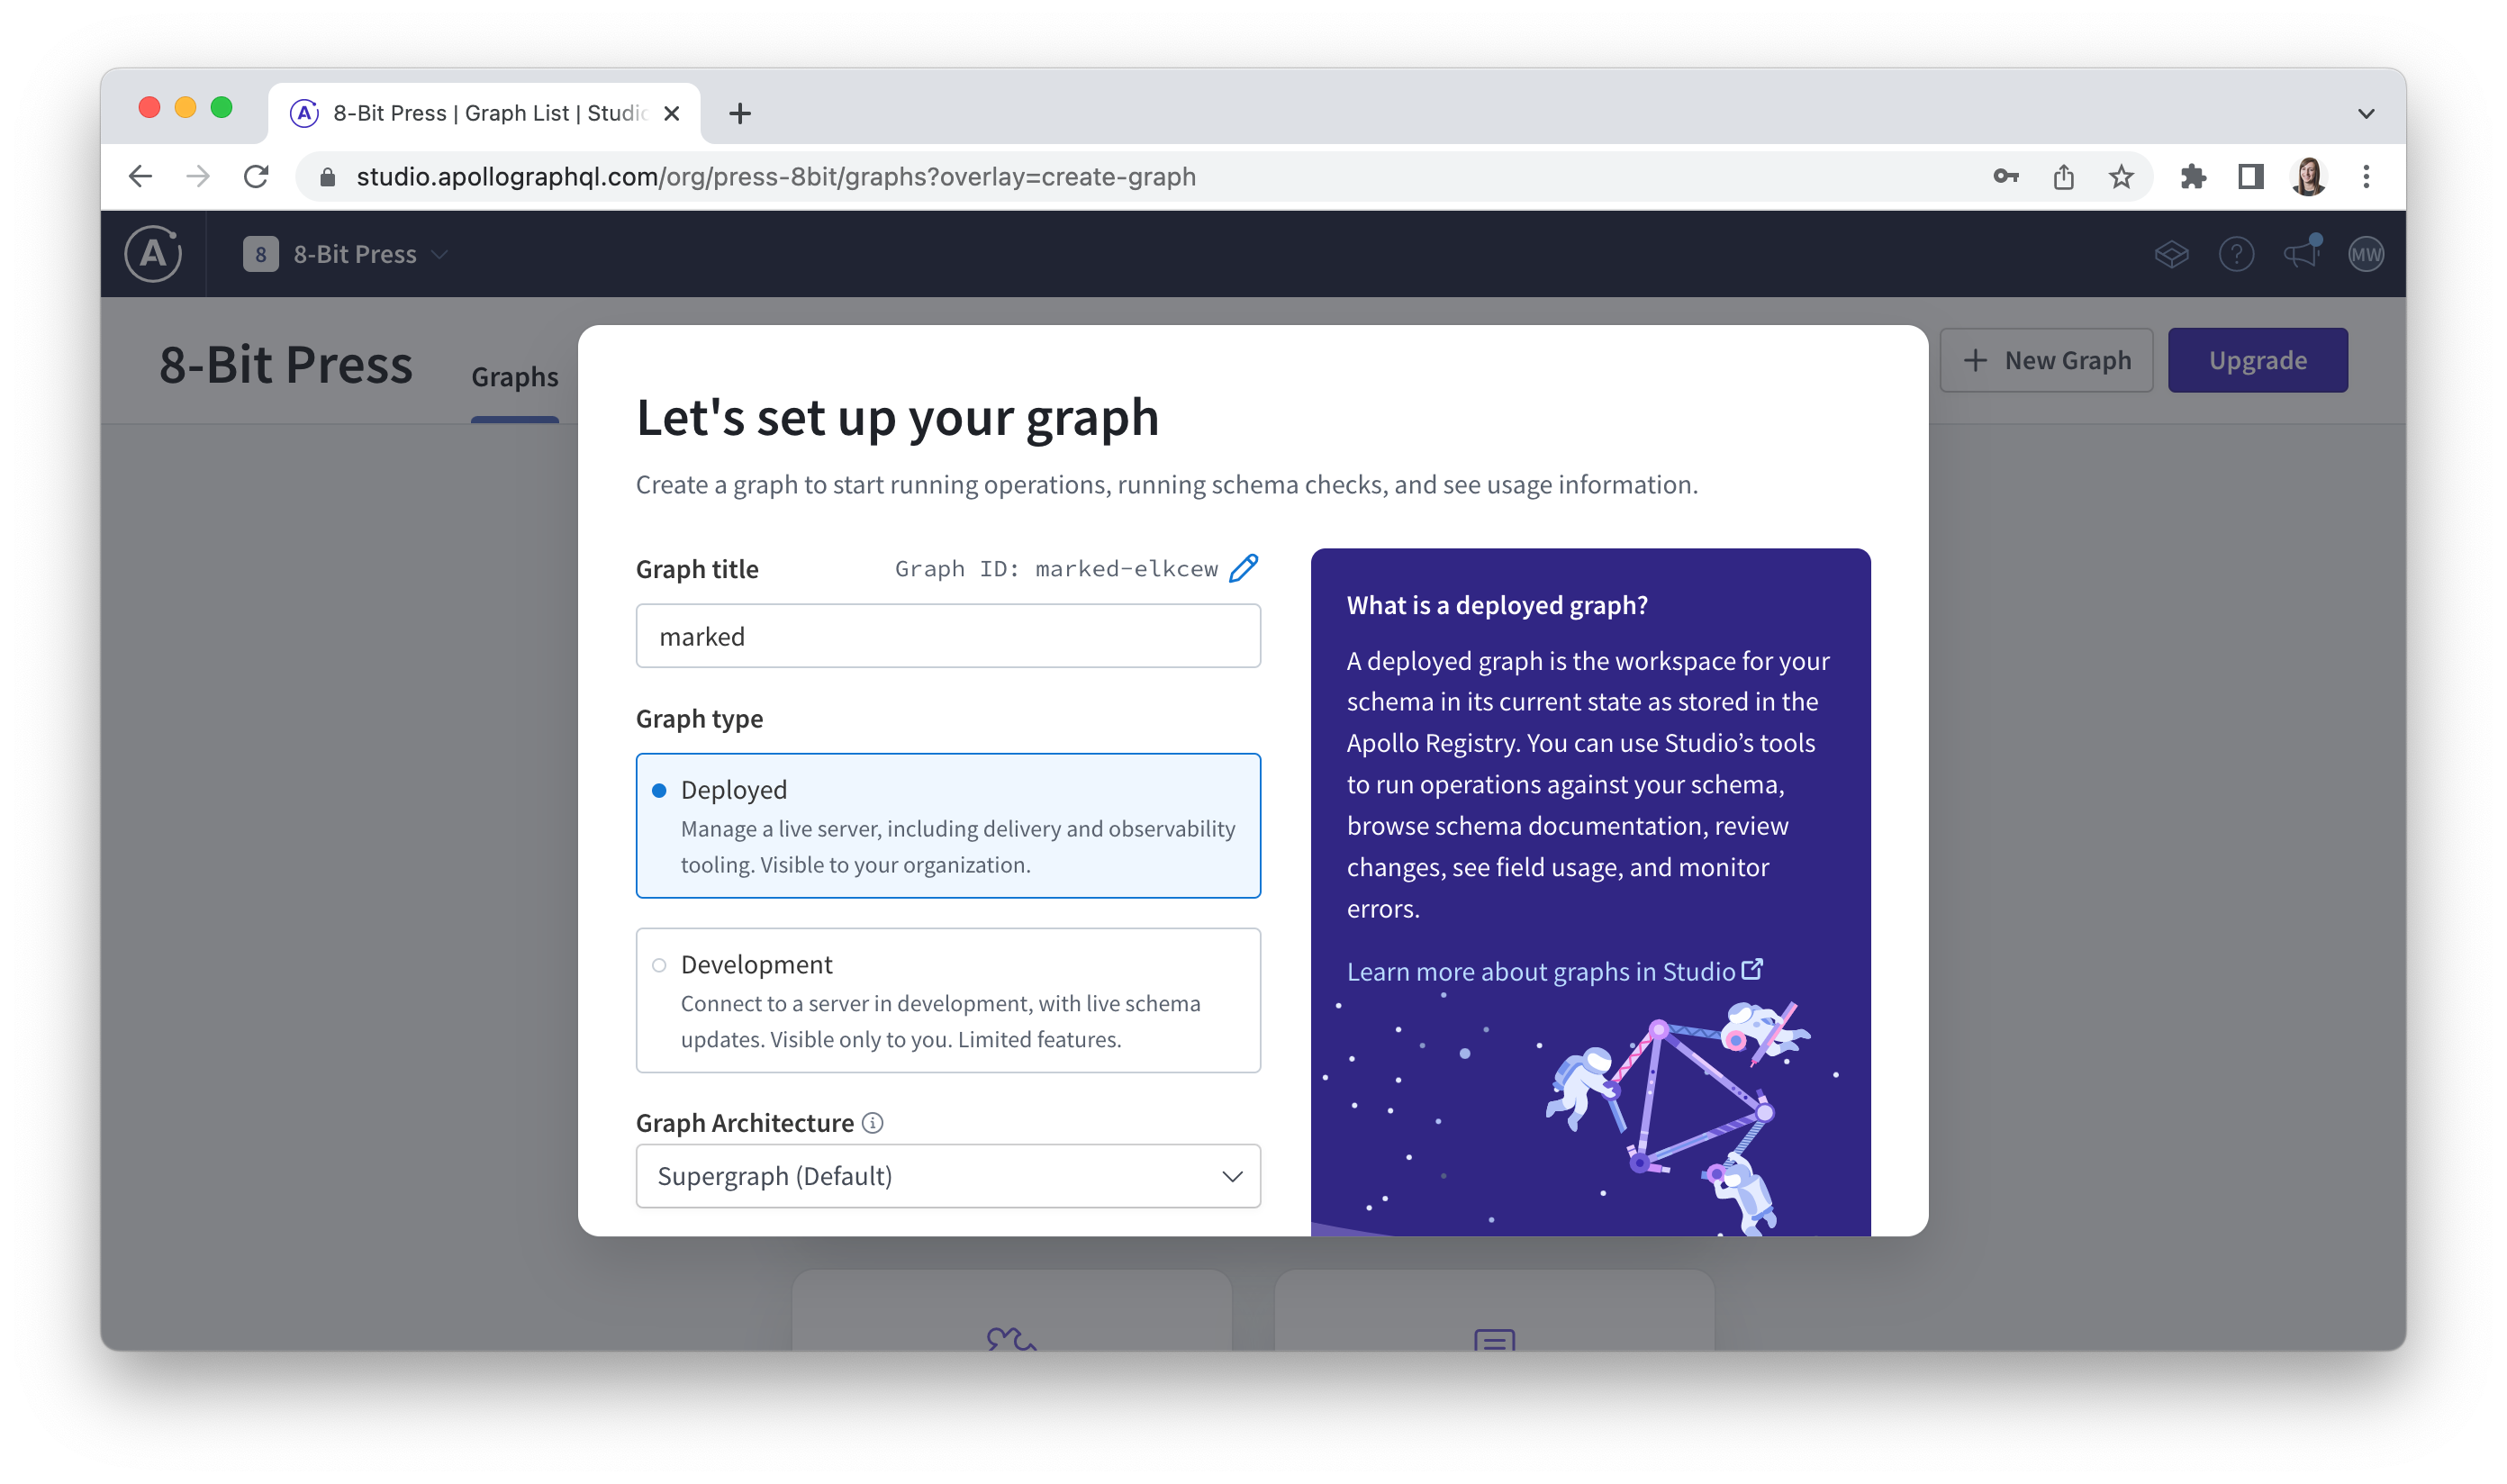 8-Bit Press | Graph List | Studio
studio.apollographql.com/org/press-8bit/graphs?overlay=create-graph
8 8-Bit Press
MW
8-Bit Press
Graphs
New Graph
Upgrade
Let's set up your graph
Create a graph to start running operations, running schema checks, and see usage information.
Graph title
Graph ID: marked-elkcew
marked
Graph type
Deployed
Manage a live server, including delivery and observability
tooling. Visible to your organization.
Development
Connect to a server in development, with live schema
updates. Visible only to you. Limited features.
Graph Architecture
Supergraph (Default)
What is a deployed graph?
A deployed graph is the workspace for your
schema in its current state as stored in the
Apollo Registry. You can use Studio’s tools
to run operations against your schema,
browse schema documentation, review
changes, see field usage, and monitor
errors.
Learn more about graphs in Studio